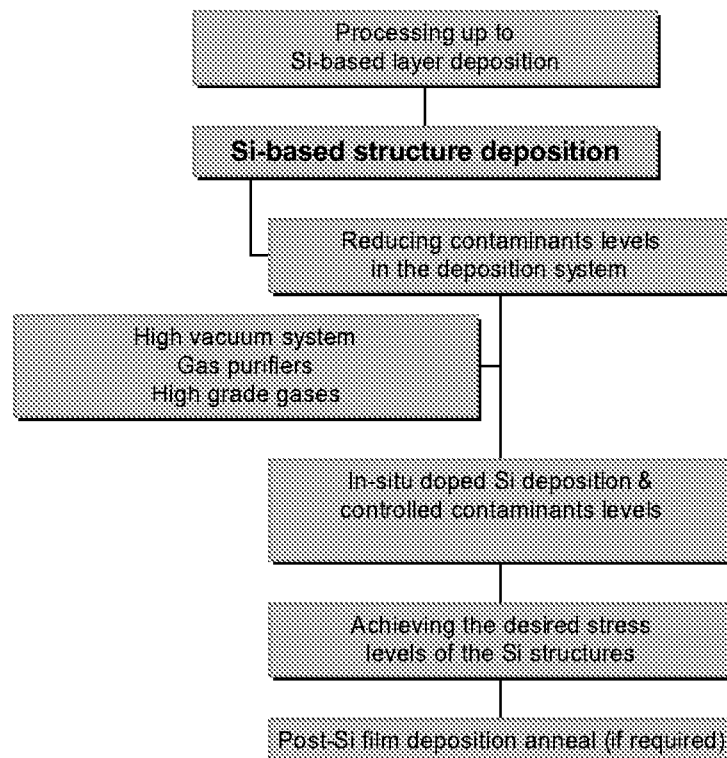 Processing up to
Si-based layer deposition
Si-based structure deposition
Reducing contaminants levels
in the deposition system
High vacuum system
Gas purifiers
High grade gases
In-situ doped Si deposition &
controlled contaminants levels
Achieving the desired stress
levels of the Si structures
Post-Si film deposition anneal (if required)